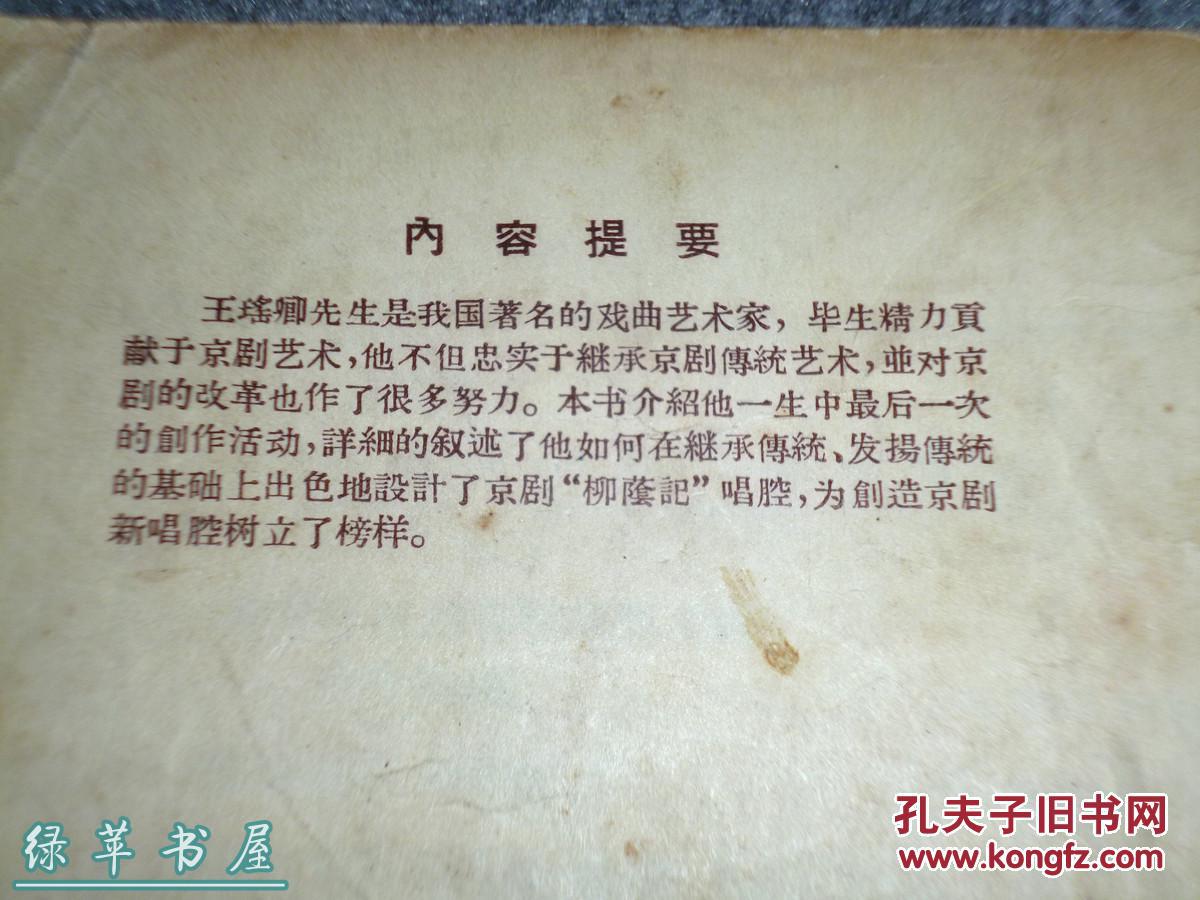 內容提要
王瑤卿先生是我国著名的戏曲艺术家，毕生精力貢
献于京剧艺术，他不但忠实于継承京剧傳統艺术，並对京
剧的改革也作了很多努力。本书介紹他一生中最后一次
的創作活动，詳細的叙述了他如何在継承傳統、发揚傳統
的基础上出色地設計了京剧“柳蔭記”唱腔，为創造京剧
新唱腔树立了榜样。
绿苹书屋
孔夫子旧书网
www.kongfz.com